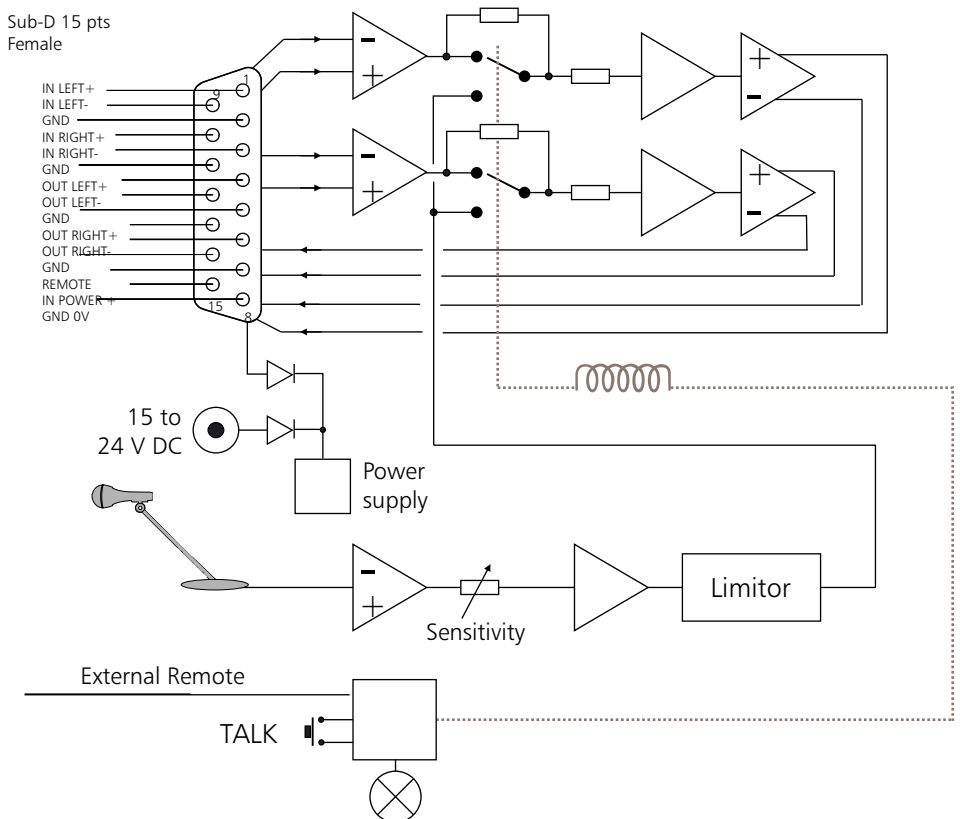 Sub-D 15 pts
Female
IN LEFT+
IN LEFT-
GND
IN RIGHT+
IN RIGHT-
GND
OUT LEFT+
OUT LEFT-
GND
OUT RIGHT+
OUT RIGHT-
GND
REMOTE
IN POWER +
GND 0V
1
9
15
8
15 to
24 V DC
Power
supply
Sensitivity
Limitor
External Remote
TALK